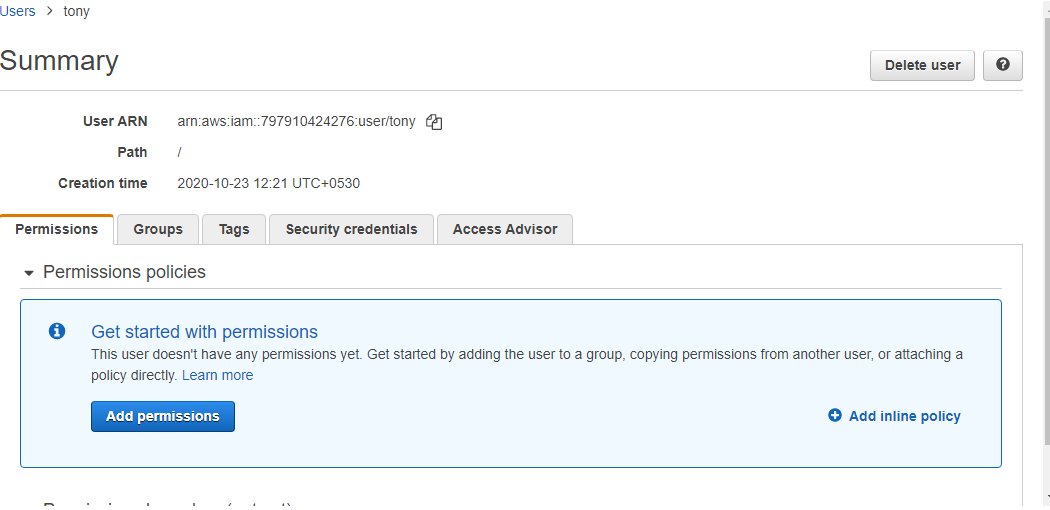 Users > tony
Summary
Delete user
User ARN arn:aws:iam::797910424276:user/tony
Path /
Creation time 2020-10-23 12:21 UTC+0530
Permissions Groups Tags Security credentials Access Advisor
Permissions policies
Get started with permissions
This user doesn't have any permissions yet. Get started by adding the user to a group, copying permissions from another user, or attaching a
policy directly. Learn more
Add permissions Add inline policy